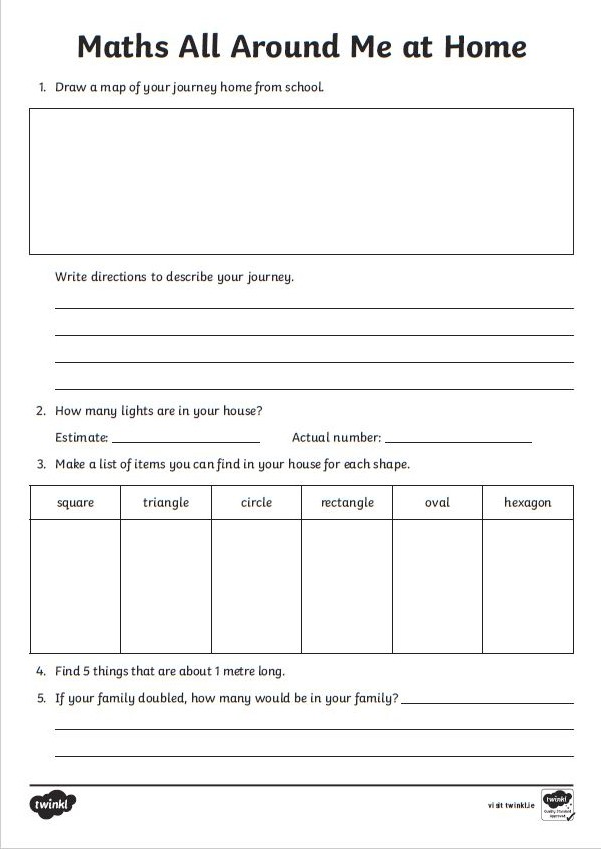 Maths All Around Me at Home
1. Draw a map of your journey home from school.
Write directions to describe your journey.
2. How many lights are in your house?
Estimate: Actual number:
3. Make a list of items you can find in your house for each shape.
square triangle circle rectangle oval hexagon
4. Find 5 things that are about 1 metre long.
5. If your family doubled, how many would be in your family?
twinkl visit twinkl.ie twinkl
Quality Standard
Approved